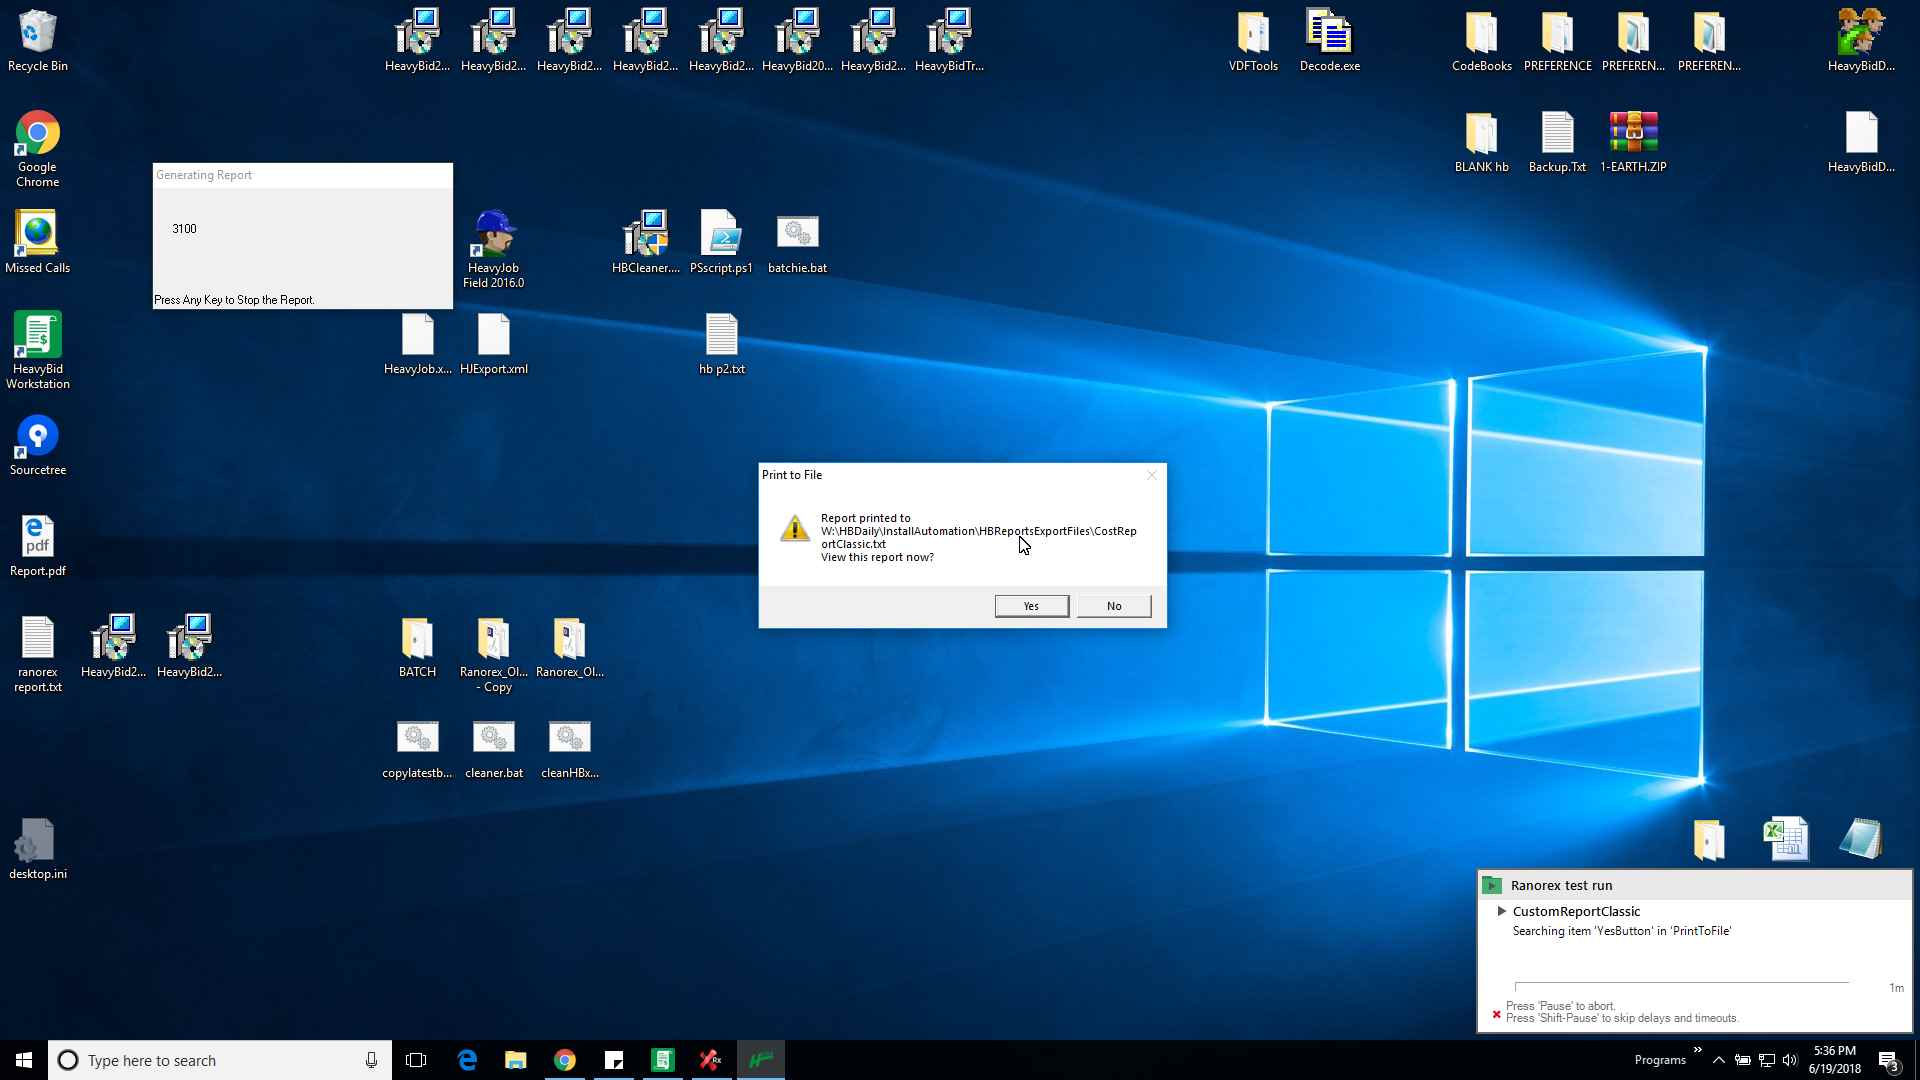 HeavyBid2...
HeavyBid2...
HeavyBid2...
HeavyBid2...
HeavyBid2...
HeavyBid20...
HeavyBid2...
HeavyBidTr...
VDFTools
Decode.exe
CodeBooks
PREFERENCE
PREFEREN...
PREFEREN...
HeavyBidD...
Recycle Bin
Google
Chrome
BLANK hb
Backup.Txt
1-EARTH.ZIP
HeavyBidD...
Generating Report
3100
Press Any Key to Stop the Report.
Missed Calls
HeavyJob
Field 2016.0
HBCleaner....
PSscript.ps1
batchie.bat
HeavyBid
Workstation
HeavyJob.x...
HJExport.xml
hb p2.txt
Sourcetree
Print to File
Report printed to
W:\HBDaily\InstallAutomation\HBReportsExportFiles\CostRep
ortClassic.txt
View this report now?
Yes
No
pdf
Report.pdf
ranorex
report.txt
HeavyBid2...
HeavyBid2...
BATCH
Ranorex_Ol...
- Copy
Ranorex_Ol...
copylatestb...
cleaner.bat
cleanHBx...
desktop.ini
Ranorex test run
CustomReportClassic
Searching item 'YesButton' in 'PrintToFile'
1m
Press 'Pause' to abort.
Press 'Shift-Pause' to skip delays and timeouts.
Type here to search
Programs
5:36 PM
6/19/2018
3